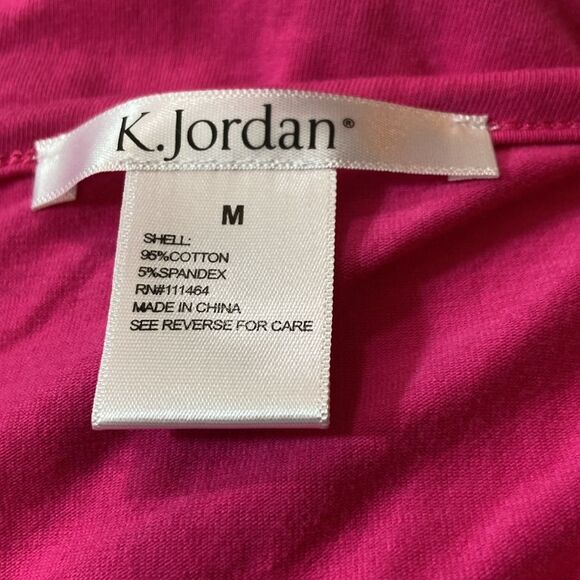 K.Jordan®
M
SHELL:
95%COTTON
5%SPANDEX
RN#111464
MADE IN CHINA
SEE REVERSE FOR CARE